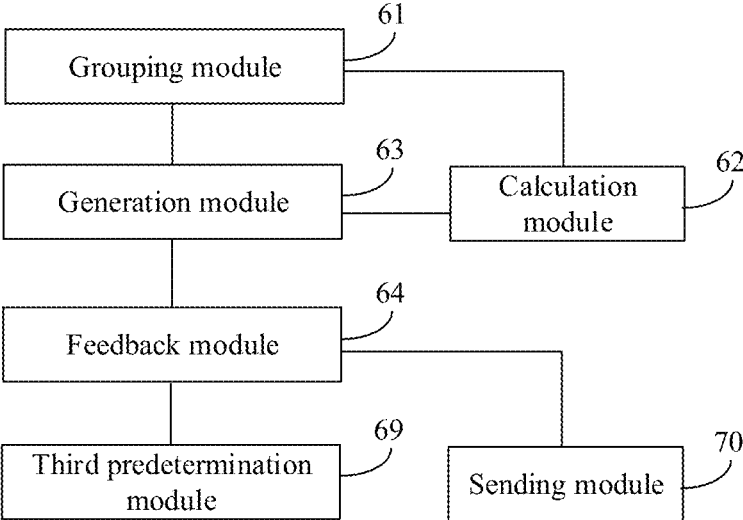 61
Grouping module
63
Generation module
62
Calculation
module
64
Feedback module
69
Third predetermination
module
70
Sending module